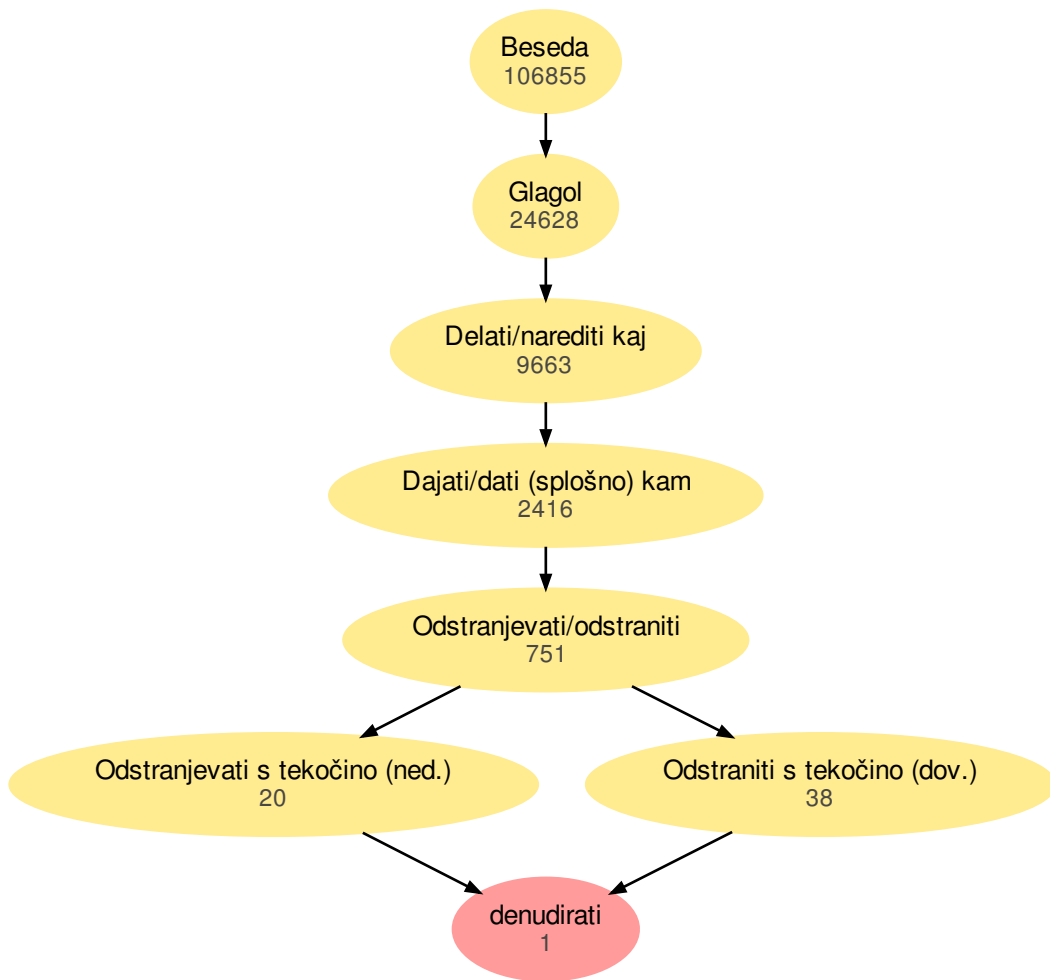 Beseda
106855
Glagol
24628
Delati/narediti kaj
9663
Dajati/dati (splošno) kam
2416
Odstranjevati/odstraniti
751
Odstranjevati s tekočino (ned.)
20
Odstraniti s tekočino (dov.)
38
denudirati
1